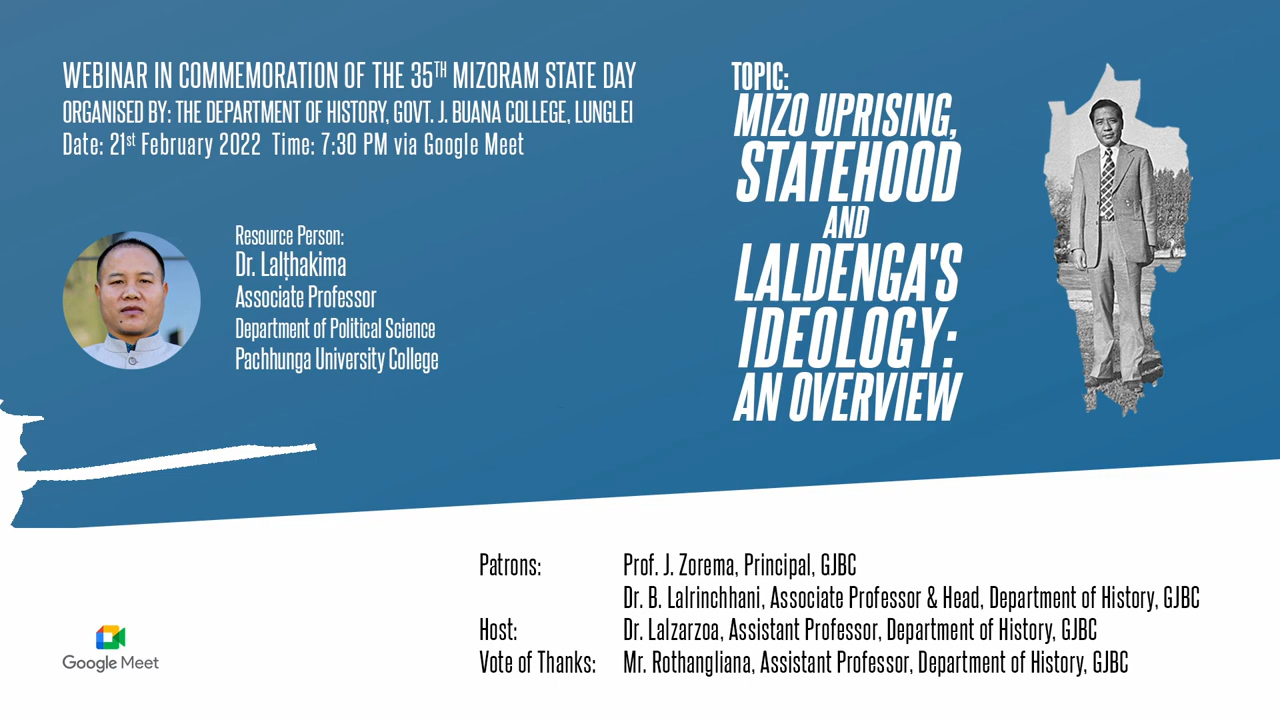 WEBINAR IN COMMEMORATION OF THE 35TH MIZORAM STATE DAY
ORGANISED BY: THE DEPARTMENT OF HISTORY, GOVT. J. BUANA COLLEGE, LUNGLEI
Date: 21st February 2022 Time: 7:30 PM via Google Meet
Resource Person:
Dr. Lalṭhakima
Associate Professor
Department of Political Science
Pachhunga University College
TOPIC:
MIZO UPRISING,
STATEHOOD
AND
LALDENGA'S
IDEOLOGY:
AN OVERVIEW
Patrons: Prof. J. Zorema, Principal, GJBC
Dr. B. Lalrinchhani, Associate Professor & Head, Department of History, GJBC
Host: Dr. Lalzarzoa, Assistant Professor, Department of History, GJBC
Vote of Thanks: Mr. Rothangliana, Assistant Professor, Department of History, GJBC
Google Meet